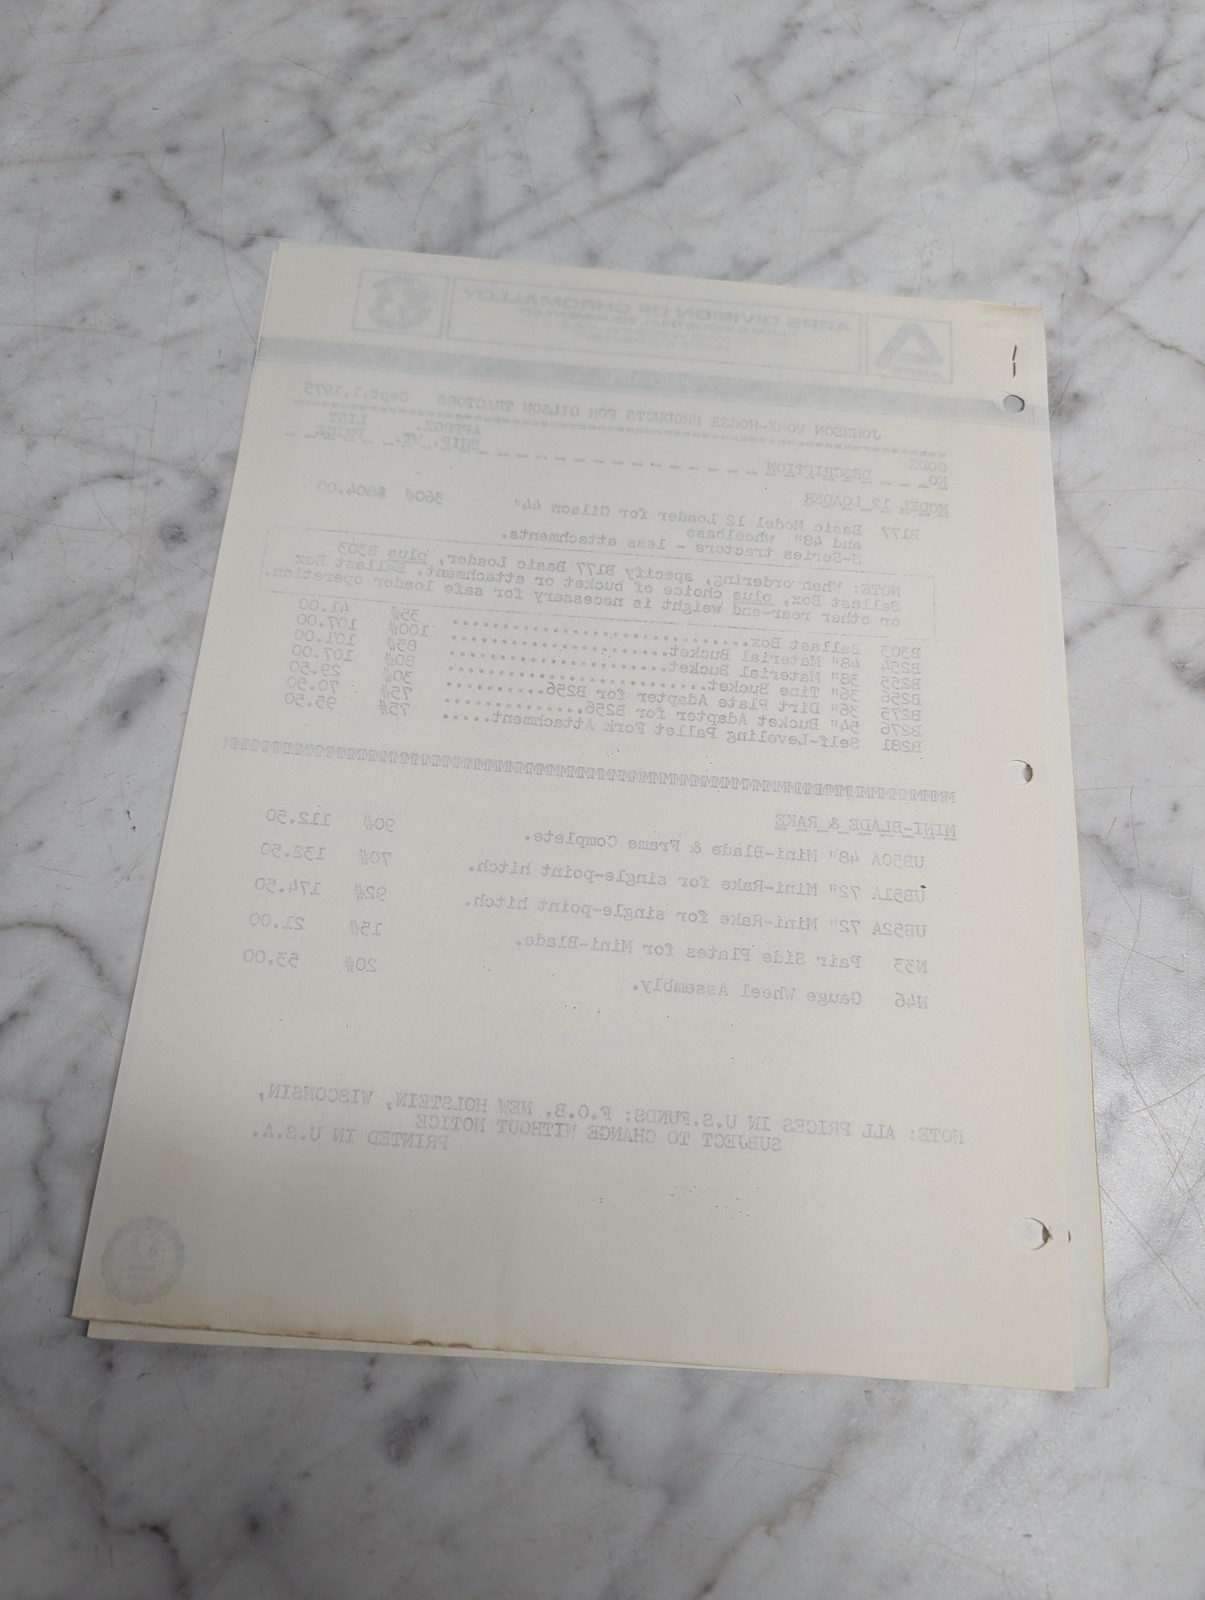 ARPS DIVISION OF CHROMALLOY
FARM & INDUSTRIAL EQUIPMENT CO.
ARPS
JOHNSON WORK-HORSE PRODUCTS FOR GILSON TRACTORS Sept.1,1975
CODE NO. DESCRIPTION APPROX. SHIP. WT. LIST PRICE
MODEL 12 LOADER
B177 Basic Model 12 Loader for Gilson 44" 360# $604.00
and 48" wheelbase
S-Series tractors - less attachments.
NOTE: When ordering, specify B177 Basic Loader, plus B303
Ballast Box, plus choice of bucket or attachment. Ballast Box
or other rear-end weight is necessary for safe loader operation.
B303 Ballast Box.............................. 35# 41.00
B254 48" Material Bucket...................... 100# 107.00
B255 38" Material Bucket...................... 85# 101.00
B256 36" Tine Bucket.......................... 80# 107.00
B275 36" Dirt Plate Adapter for B256.......... 30# 29.50
B276 54" Bucket Adapter for B256.............. 75# 70.50
B281 Self-Leveling Pallet Fork Attachment..... 75# 95.50
MINI-BLADE & RAKE
UB50A 48" Mini-Blade & Frame Complete. 90# 112.50
UB51A 72" Mini-Rake for single-point hitch. 70# 132.50
UB52A 72" Mini-Rake for single-point hitch. 92# 174.50
N33 Pair Side Plates for Mini-Blade. 15# 21.00
N46 Gauge Wheel Assembly. 20# 53.00
NOTE: ALL PRICES IN U.S.FUNDS: F.O.B. NEW HOLSTEIN, WISCONSIN,
SUBJECT TO CHANGE WITHOUT NOTICE
PRINTED IN U.S.A.